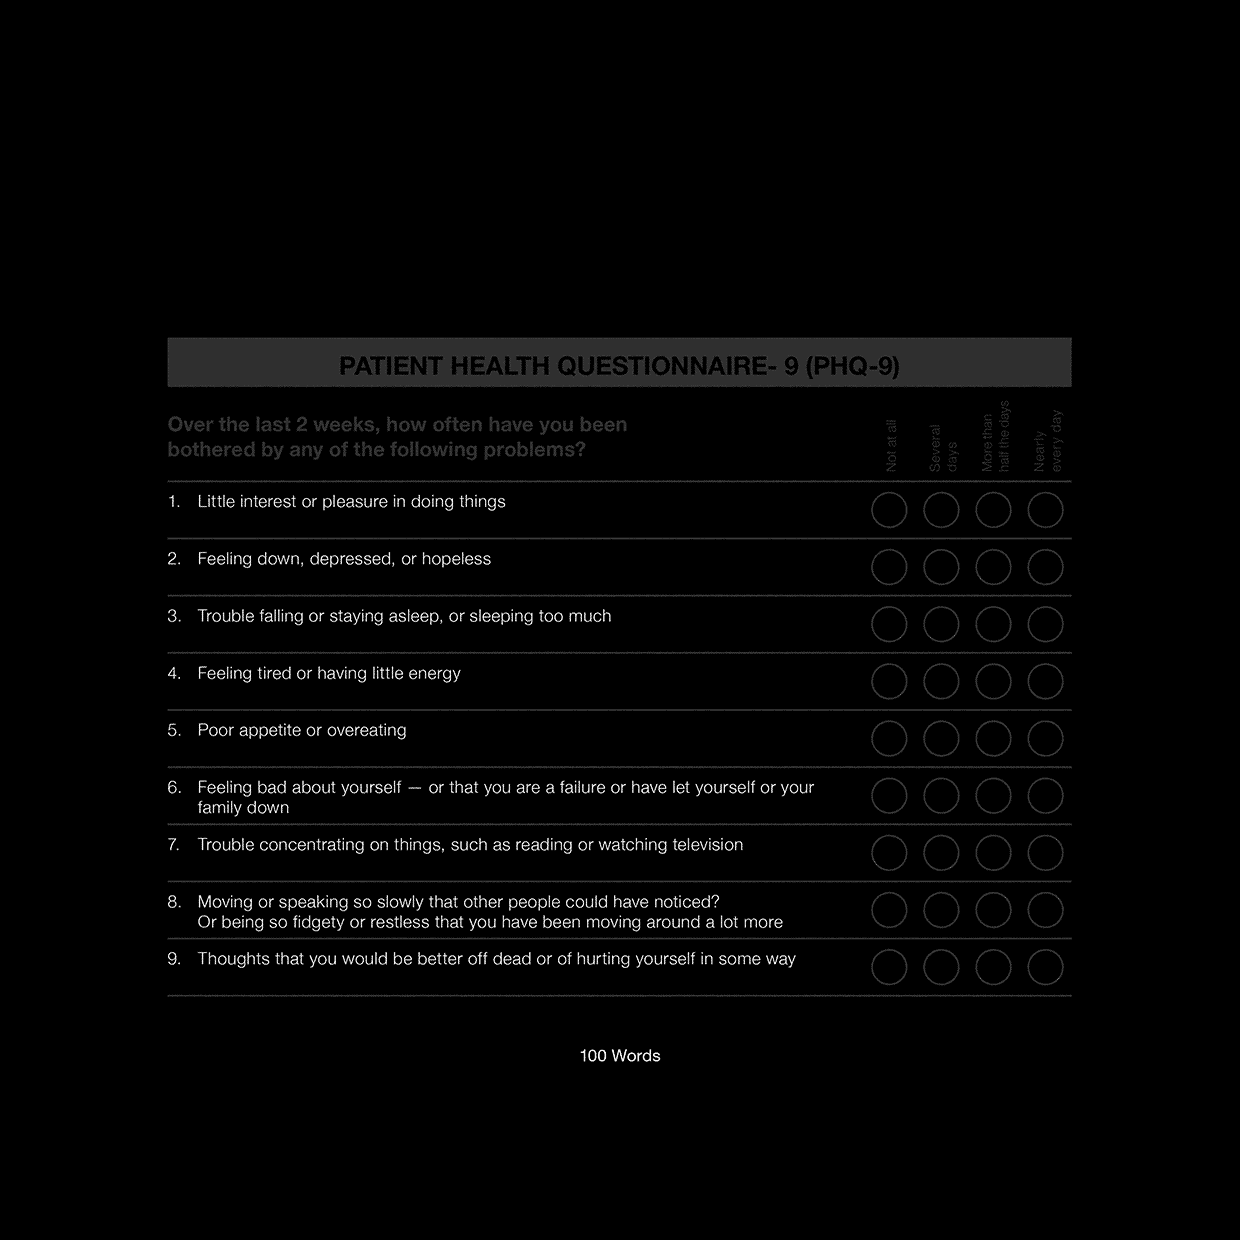 PATIENT HEALTH QUESTIONNAIRE- 9 (PHQ-9)
Over the last 2 weeks, how often have you been
bothered by any of the following problems?
Not at all
Several
days
More than
half the days
Nearly
every day
1. Little interest or pleasure in doing things
2. Feeling down, depressed, or hopeless
3. Trouble falling or staying asleep, or sleeping too much
4. Feeling tired or having little energy
5. Poor appetite or overeating
6. Feeling bad about yourself — or that you are a failure or have let yourself or your
family down
7. Trouble concentrating on things, such as reading or watching television
8. Moving or speaking so slowly that other people could have noticed?
Or being so fidgety or restless that you have been moving around a lot more
9. Thoughts that you would be better off dead or of hurting yourself in some way
100 Words